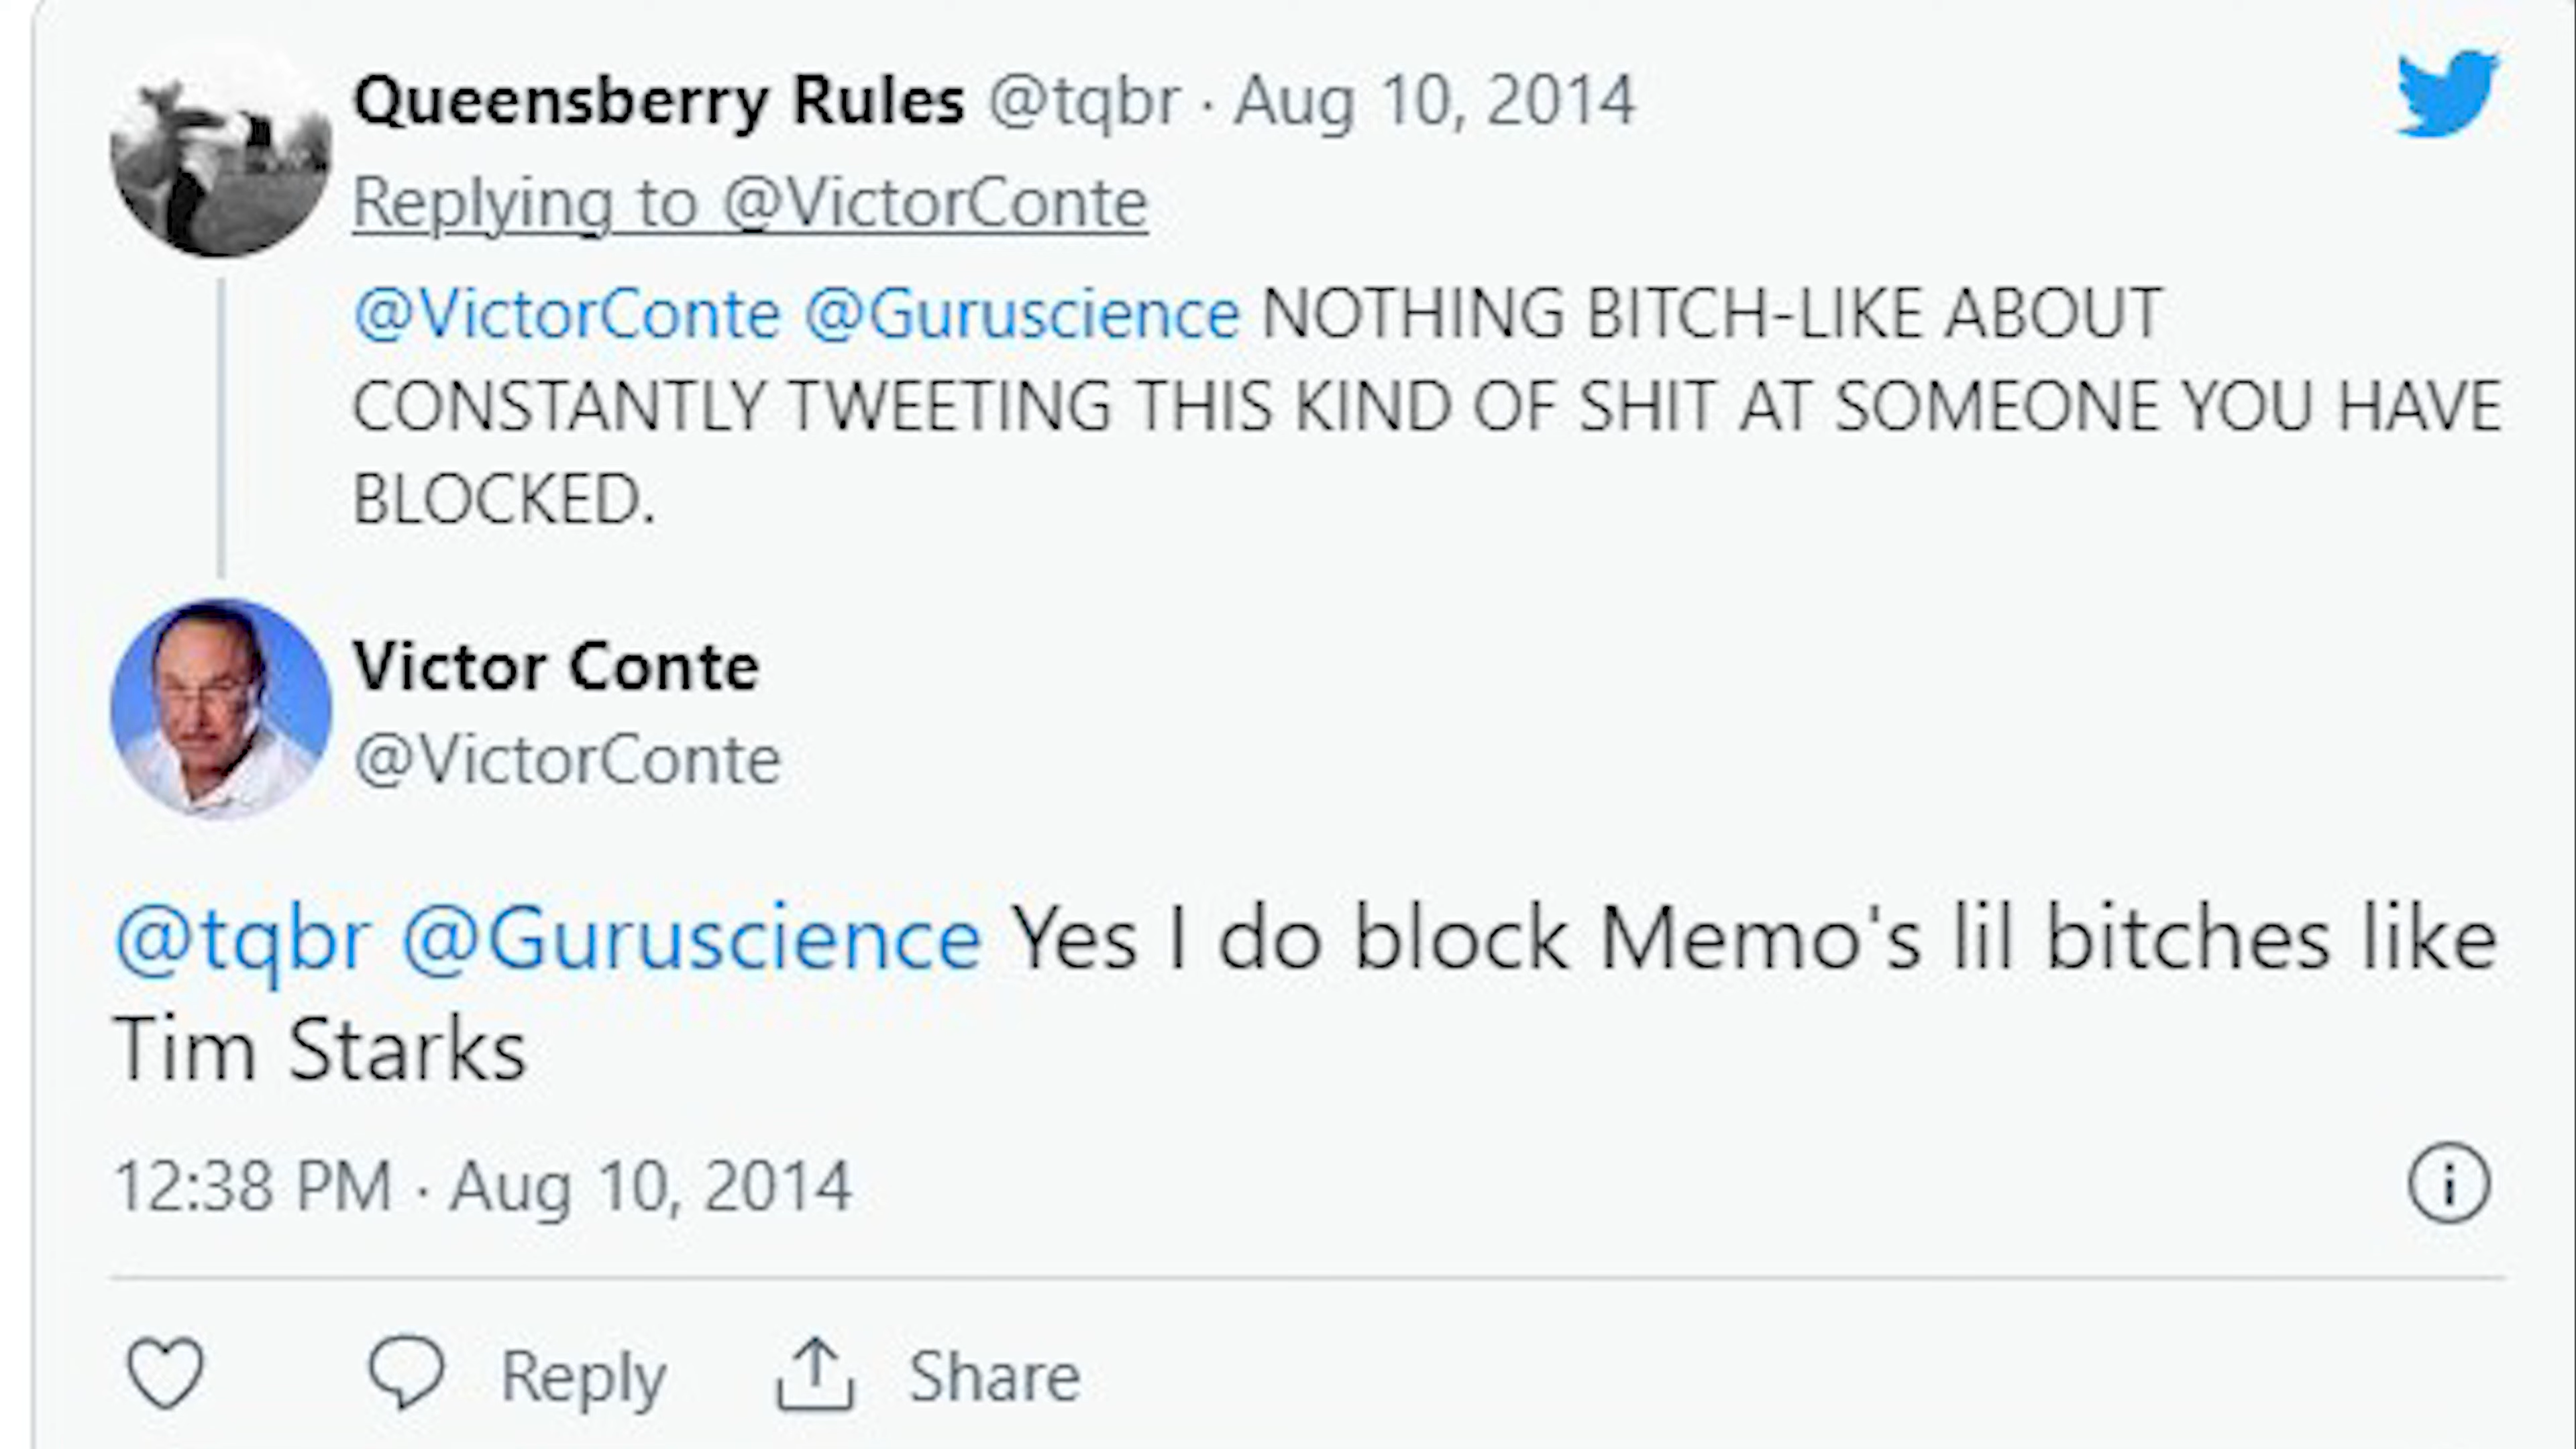 Queensberry Rules @tqbr · Aug 10, 2014
Replying to @VictorConte
@VictorConte @Guruscience NOTHING BITCH-LIKE ABOUT
CONSTANTLY TWEETING THIS KIND OF SHIT AT SOMEONE YOU HAVE
BLOCKED.
Victor Conte
@VictorConte
@tqbr @Guruscience Yes I do block Memo's lil bitches like
Tim Starks
12:38 PM · Aug 10, 2014
Reply Share